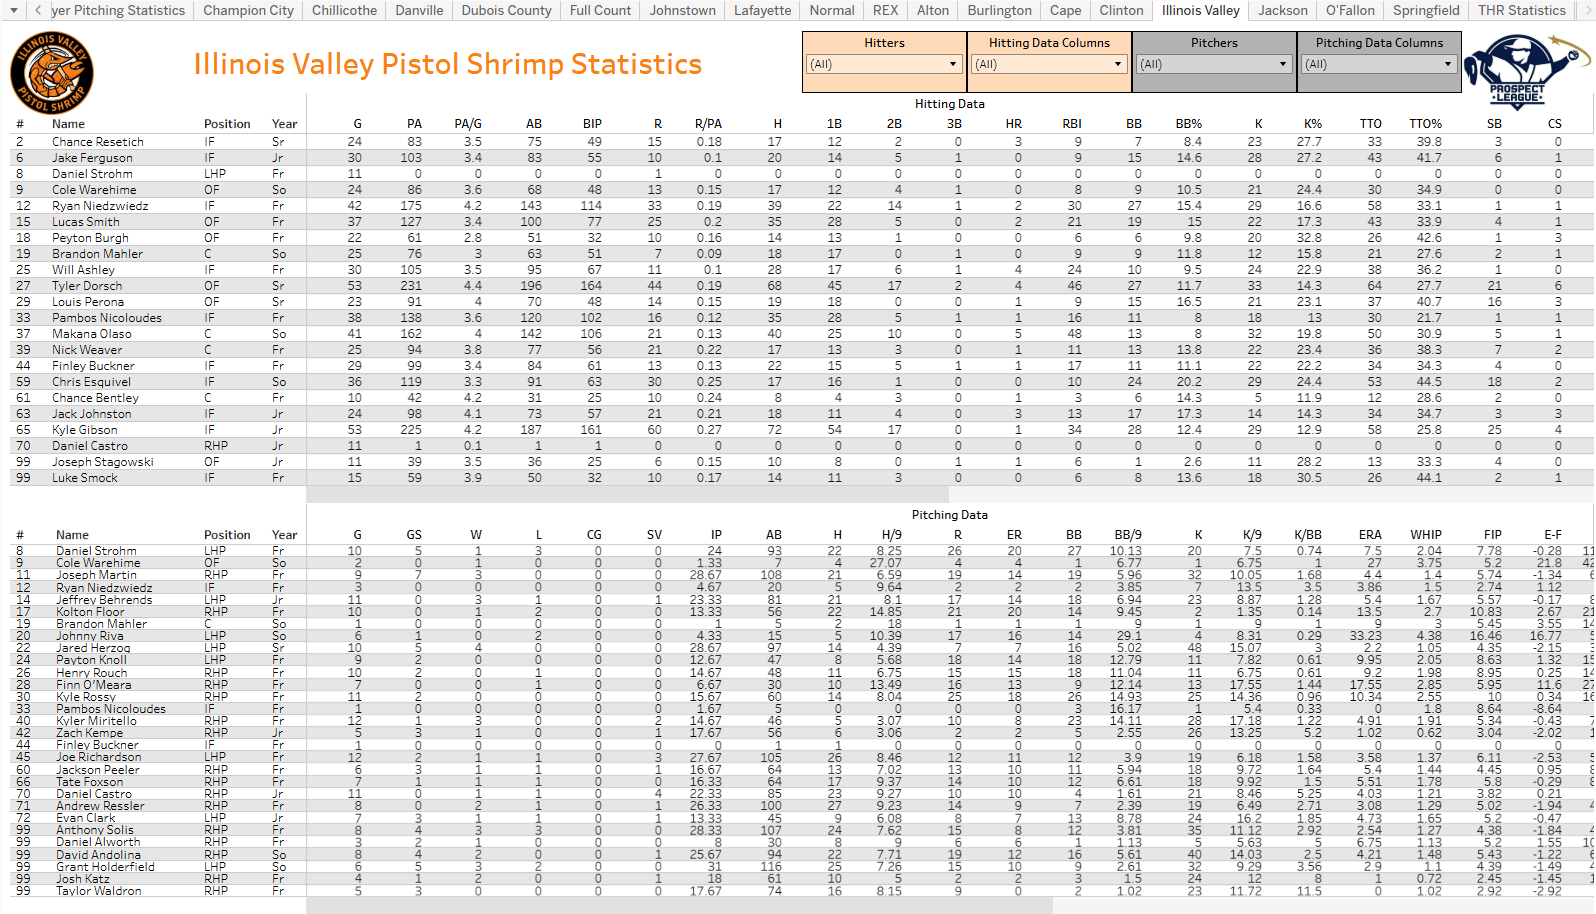 yer Pitching Statistics Champion City Chillicothe Danville Dubois County Full Count Johnstown Lafayette Normal REX Alton Burlington Cape Clinton Illinois Valley Jackson O'Fallon Springfield THR Statistics
ILLINOIS VALLEY PISTOL SHRIMP
Illinois Valley Pistol Shrimp Statistics
Hitters Hitting Data Columns Pitchers Pitching Data Columns
(All) (All) (All) (All)
PROSPECT LEAGUE
Hitting Data
# Name Position Year G PA PA/G AB BIP R R/PA H 1B 2B 3B HR RBI BB BB% K K% TTO TTO% SB CS
2 Chance Resetich IF Sr 24 83 3.5 75 49 15 0.18 17 12 2 0 3 9 7 8.4 23 27.7 33 39.8 3 0
6 Jake Ferguson IF Jr 30 103 3.4 83 55 10 0.1 20 14 5 1 0 9 15 14.6 28 27.2 43 41.7 6 1
8 Daniel Strohm LHP Fr 11 0 0 0 0 1 0 0 0 0 0 0 0 0 0 0 0 0 0 0 0
9 Cole Warehime OF So 24 86 3.6 68 48 13 0.15 17 12 4 1 0 8 9 10.5 21 24.4 30 34.9 0 0
12 Ryan Niedzwiedz IF Fr 42 175 4.2 143 114 33 0.19 39 22 14 1 2 30 27 15.4 29 16.6 58 33.1 1 1
15 Lucas Smith OF Fr 37 127 3.4 100 77 25 0.2 35 28 5 0 2 21 19 15 22 17.3 43 33.9 4 1
18 Peyton Burgh OF Fr 22 61 2.8 51 32 10 0.16 14 13 1 0 0 6 6 9.8 20 32.8 26 42.6 1 3
19 Brandon Mahler C So 25 76 3 63 51 7 0.09 18 17 0 1 0 9 9 11.8 12 15.8 21 27.6 2 1
25 Will Ashley IF Fr 30 105 3.5 95 67 11 0.1 28 17 6 1 4 24 10 9.5 24 22.9 38 36.2 1 0
27 Tyler Dorsch OF Sr 53 231 4.4 196 164 44 0.19 68 45 17 2 4 46 27 11.7 33 14.3 64 27.7 21 6
29 Louis Perona OF Sr 23 91 4 70 48 14 0.15 19 18 0 0 1 9 15 16.5 21 23.1 37 40.7 16 3
33 Pambos Nicoloudes IF Fr 38 138 3.6 120 102 16 0.12 35 28 5 1 1 16 11 8 18 13 30 21.7 1 1
37 Makana Olaso C So 41 162 4 142 106 21 0.13 40 25 10 0 5 48 13 8 32 19.8 50 30.9 5 1
39 Nick Weaver C Fr 25 94 3.8 77 56 21 0.22 17 13 3 0 1 11 13 13.8 22 23.4 36 38.3 7 2
44 Finley Buckner IF Fr 29 99 3.4 84 61 13 0.13 22 15 5 1 1 17 11 11.1 22 22.2 34 34.3 4 0
59 Chris Esquivel IF So 36 119 3.3 91 63 30 0.25 17 16 1 0 0 10 24 20.2 29 24.4 53 44.5 18 2
61 Chance Bentley C Fr 10 42 4.2 31 25 10 0.24 8 4 3 0 1 3 6 14.3 5 11.9 12 28.6 2 0
63 Jack Johnston IF Jr 24 98 4.1 73 57 21 0.21 18 11 4 0 3 13 17 17.3 14 14.3 34 34.7 3 3
65 Kyle Gibson IF Jr 53 225 4.2 187 161 60 0.27 72 54 17 0 1 34 28 12.4 29 12.9 58 25.8 25 4
70 Daniel Castro RHP Jr 11 1 0.1 1 1 0 0 0 0 0 0 0 0 0 0 0 0 0 0 0 0
99 Joseph Stagowski OF Jr 11 39 3.5 36 25 6 0.15 10 8 0 1 1 6 1 2.6 11 28.2 13 33.3 4 0
99 Luke Smock IF Fr 15 59 3.9 50 32 10 0.17 14 11 3 0 0 6 8 13.6 18 30.5 26 44.1 2 1
Pitching Data
# Name Position Year G GS W L CG SV IP AB H H/9 R ER BB BB/9 K K/9 K/BB ERA WHIP FIP E-F
8 Daniel Strohm LHP Fr 10 5 1 3 0 0 24 93 22 8.25 26 20 27 10.13 20 7.5 0.74 7.5 2.04 7.78 -0.28 11
9 Cole Warehime OF So 2 0 1 0 0 0 1.33 7 4 27.07 4 4 1 6.77 1 6.75 1 27 3.75 5.2 21.8 42
11 Joseph Martin RHP Fr 9 7 3 0 0 0 28.67 108 21 6.59 19 14 19 5.96 32 10.05 1.68 4.4 1.4 5.74 -1.34 6
12 Ryan Niedzwiedz IF Fr 3 0 0 0 0 0 4.67 20 5 9.64 2 2 2 3.85 7 13.5 3.5 3.86 1.5 2.74 1.12
14 Jeffrey Behrends LHP Jr 11 0 3 1 0 1 23.33 81 21 8.1 17 14 18 6.94 23 8.87 1.28 5.4 1.67 5.57 -0.17 8
17 Kolton Floor RHP Fr 10 0 1 2 0 0 13.33 56 22 14.85 21 20 14 9.45 2 1.35 0.14 13.5 2.7 10.83 2.67 21
19 Brandon Mahler C So 1 0 0 0 0 0 1 5 2 18 1 1 1 9 1 9 1 9 3 5.45 3.55 14
20 Johnny Riva LHP So 6 1 0 2 0 0 4.33 15 5 10.39 17 16 14 29.1 4 8.31 0.29 33.23 4.38 16.46 16.77 5
22 Jared Herzog LHP Sr 10 5 4 0 0 0 28.67 97 14 4.39 7 7 16 5.02 48 15.07 3 2.2 1.05 4.35 -2.15 3
24 Payton Knoll LHP Fr 9 2 0 0 0 0 12.67 47 8 5.68 18 14 18 12.79 11 7.82 0.61 9.95 2.05 8.63 1.32 15
26 Henry Rouch RHP Fr 10 2 0 1 0 0 14.67 48 11 6.75 15 15 18 11.04 11 6.75 0.61 9.2 1.98 8.95 0.25 14
28 Finn O'Meara RHP Fr 7 0 0 1 0 0 6.67 30 10 13.49 16 13 9 12.14 13 17.55 1.44 17.55 2.85 5.95 11.6 27
30 Kyle Rossy RHP Fr 11 2 0 0 0 0 15.67 60 14 8.04 25 18 26 14.93 25 14.36 0.96 10.34 2.55 10 0.34 16
33 Pambos Nicoloudes IF Fr 1 0 0 0 0 0 1.67 5 0 0 0 0 3 16.17 1 5.4 0.33 0 1.8 8.64 -8.64
40 Kyler Miritello RHP Fr 12 1 3 0 0 2 14.67 46 5 3.07 10 8 23 14.11 28 17.18 1.22 4.91 1.91 5.34 -0.43 7
42 Zach Kempe RHP Jr 5 3 1 0 0 1 17.67 56 6 3.06 2 2 5 2.55 26 13.25 5.2 1.02 0.62 3.04 -2.02 1
44 Finley Buckner IF Fr 1 0 0 0 0 0 0 1 1 0 0 0 0 0 0 0 0 0 0 0 0
45 Joe Richardson LHP Fr 12 2 1 1 0 3 27.67 105 26 8.46 12 11 12 3.9 19 6.18 1.58 3.58 1.37 6.11 -2.53 5
60 Jackson Peeler RHP Fr 6 3 1 1 0 1 16.67 64 13 7.02 13 10 11 5.94 18 9.72 1.64 5.4 1.44 4.45 0.95 8
66 Tate Foxson RHP Fr 7 1 1 1 0 0 16.33 64 17 9.37 14 10 12 6.61 18 9.92 1.5 5.51 1.78 5.8 -0.29 8
70 Daniel Castro RHP Jr 11 0 1 1 0 4 22.33 85 23 9.27 10 10 4 1.61 21 8.46 5.25 4.03 1.21 3.82 0.21
71 Andrew Ressler RHP Fr 8 0 2 1 0 1 26.33 100 27 9.23 14 9 7 2.39 19 6.49 2.71 3.08 1.29 5.02 -1.94 4
72 Evan Clark LHP Jr 7 3 1 1 0 1 13.33 45 9 6.08 8 7 13 8.78 24 16.2 1.85 4.73 1.65 5.2 -0.47
99 Anthony Solis RHP Fr 8 4 3 3 0 0 28.33 107 24 7.62 15 8 12 3.81 35 11.12 2.92 2.54 1.27 4.38 -1.84 4
99 Daniel Alworth RHP Fr 3 2 1 0 0 0 8 30 8 9 6 6 1 1.13 5 5.63 5 6.75 1.13 5.2 1.55 10
99 David Andolina RHP So 8 4 2 0 0 1 25.67 94 22 7.71 19 12 16 5.61 40 14.03 2.5 4.21 1.48 5.43 -1.22 6
99 Grant Holderfield LHP So 6 5 3 2 0 0 31 116 25 7.26 15 10 9 2.61 32 9.29 3.56 2.9 1.1 4.39 -1.49 4
99 Josh Katz RHP Fr 4 1 2 0 0 1 18 61 10 5 2 2 3 1.5 24 12 8 1 0.72 2.45 -1.45 1
99 Taylor Waldron RHP Fr 5 3 0 0 0 0 17.67 74 16 8.15 9 0 2 1.02 23 11.72 11.5 0 1.02 2.92 -2.92